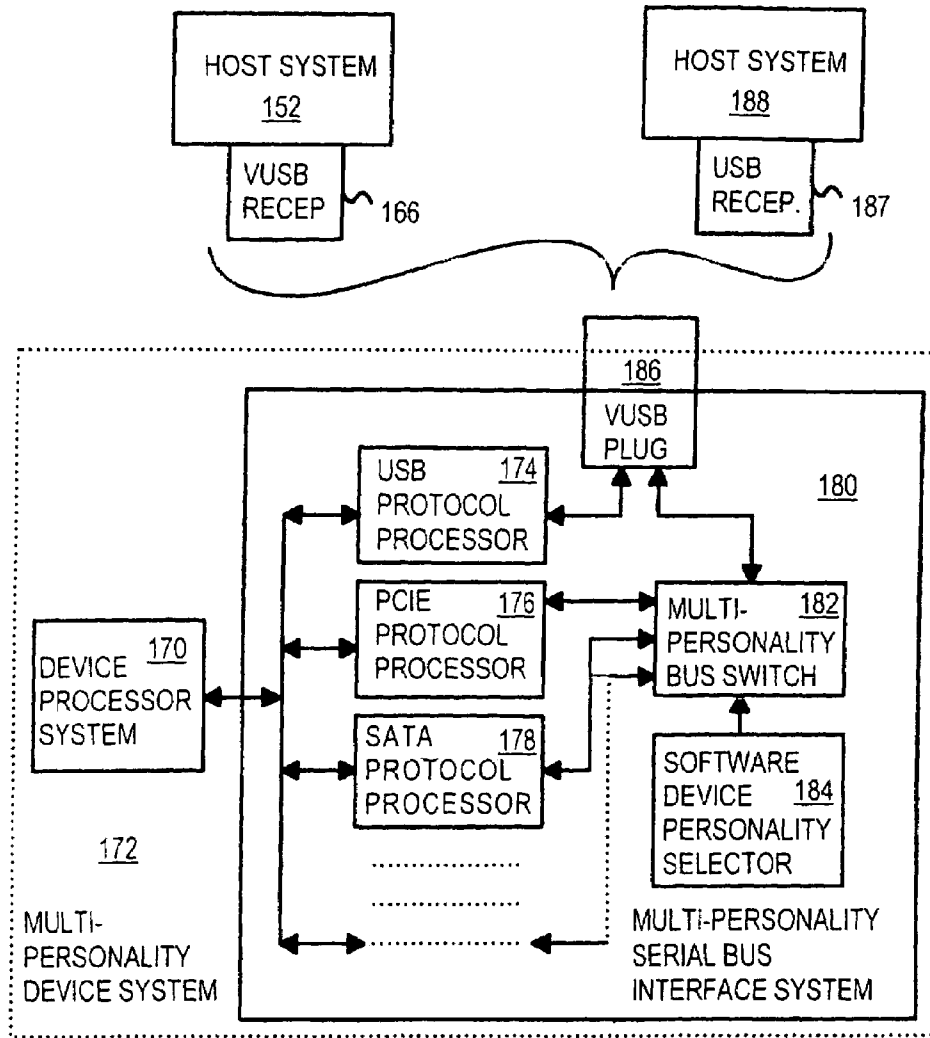 HOST SYSTEM
152
VUSB
RECEP
166
HOST SYSTEM
188
USB
RECEP.
187
186
VUSB
PLUG
180
USB 174
PROTOCOL
PROCESSOR
PCIE 176
PROTOCOL
PROCESSOR
SATA 178
PROTOCOL
PROCESSOR
MULTI- 182
PERSONALITY
BUS SWITCH
SOFTWARE
DEVICE 184
PERSONALITY
SELECTOR
170
DEVICE
PROCESSOR
SYSTEM
172
MULTI-
PERSONALITY
DEVICE SYSTEM
MULTI-PERSONALITY
SERIAL BUS
INTERFACE SYSTEM